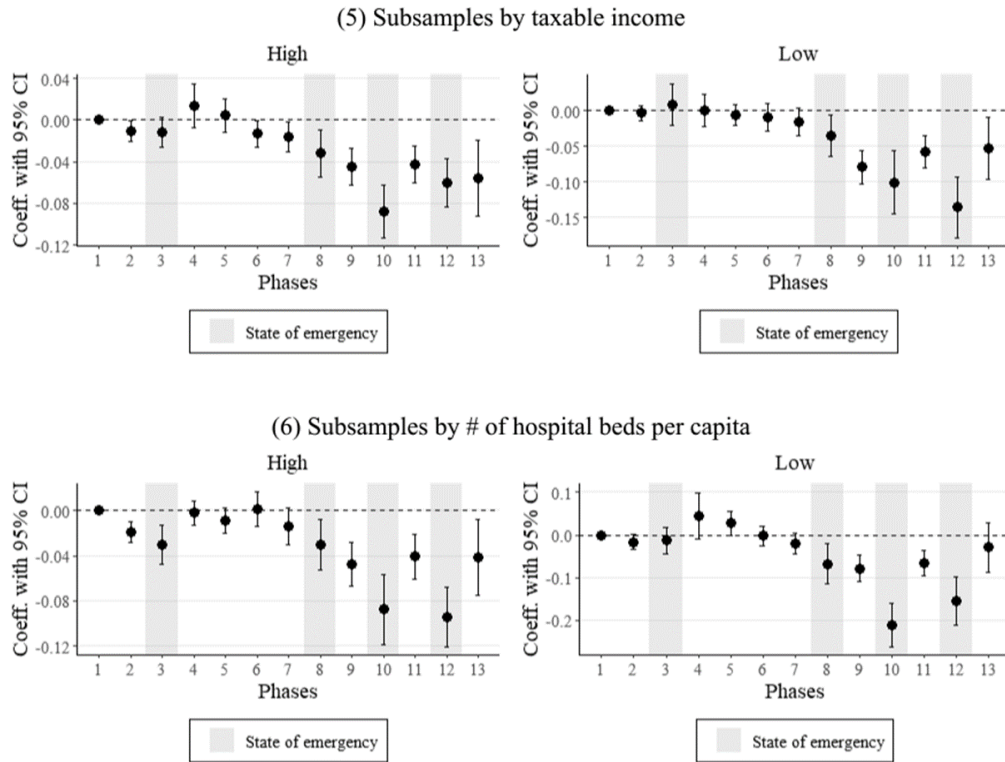 (5) Subsamples by taxable income
High
Coeff. with 95% CI
0.04
0.00
-0.04
-0.08
-0.12
1 2 3 4 5 6 7 8 9 10 11 12 13
Phases
State of emergency
Low
Coeff. with 95% CI
0.00
-0.05
-0.10
-0.15
1 2 3 4 5 6 7 8 9 10 11 12 13
Phases
State of emergency
(6) Subsamples by # of hospital beds per capita
High
Coeff. with 95% CI
0.00
-0.04
-0.08
-0.12
1 2 3 4 5 6 7 8 9 10 11 12 13
Phases
State of emergency
Low
Coeff. with 95% CI
0.1
0.0
-0.1
-0.2
1 2 3 4 5 6 7 8 9 10 11 12 13
Phases
State of emergency